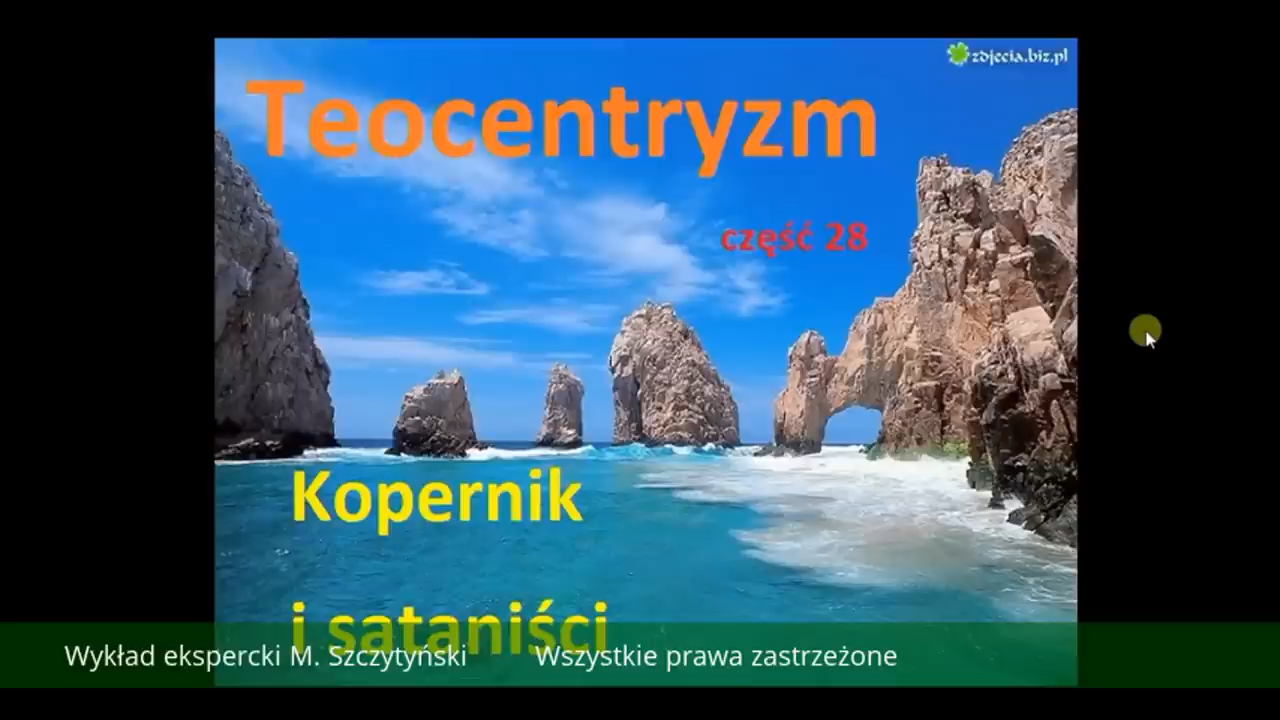 zdjecia.biz.pl
Teocentryzm
część 28
Kopernik
i sataniści
Wykład ekspercki M. Szczytyński Wszystkie prawa zastrzeżone